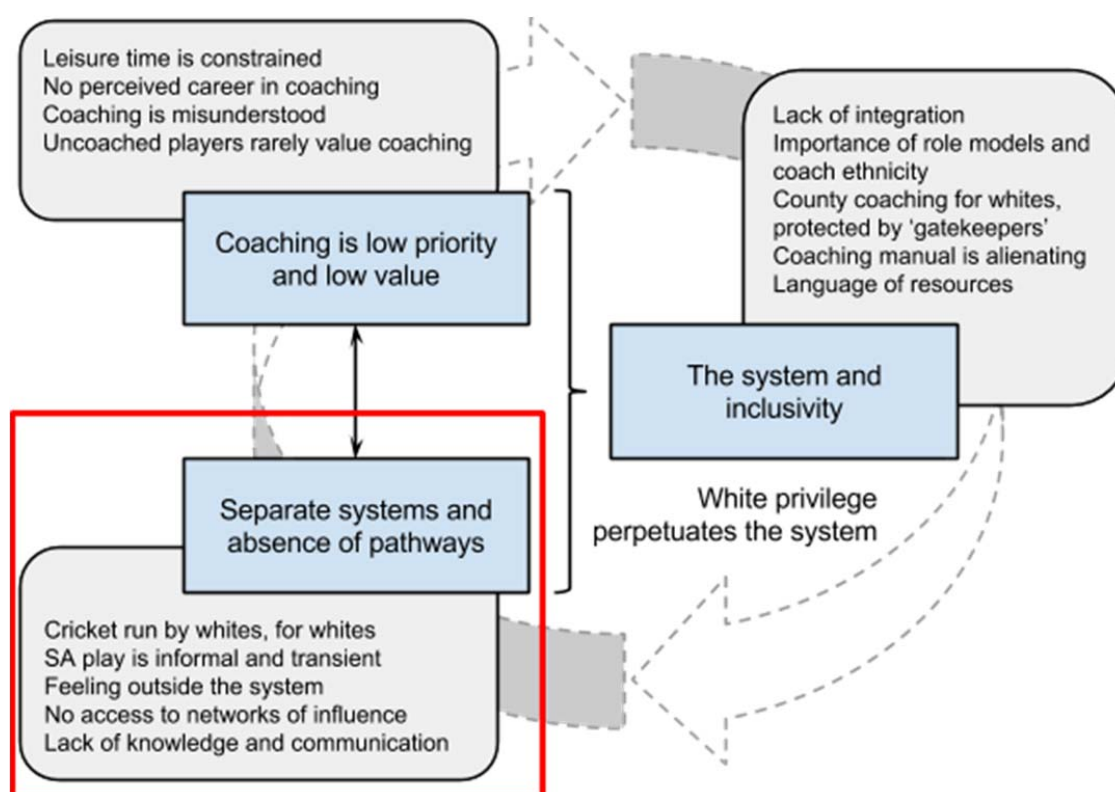 Leisure time is constrained
No perceived career in coaching
Coaching is misunderstood
Uncoached players rarely value coaching
Coaching is low priority
and low value
Lack of integration
Importance of role models and
coach ethnicity
County coaching for whites,
protected by ‘gatekeepers’
Coaching manual is alienating
Language of resources
The system and
inclusivity
White privilege
perpetuates the system
Separate systems and
absence of pathways
Cricket run by whites, for whites
SA play is informal and transient
Feeling outside the system
No access to networks of influence
Lack of knowledge and communication